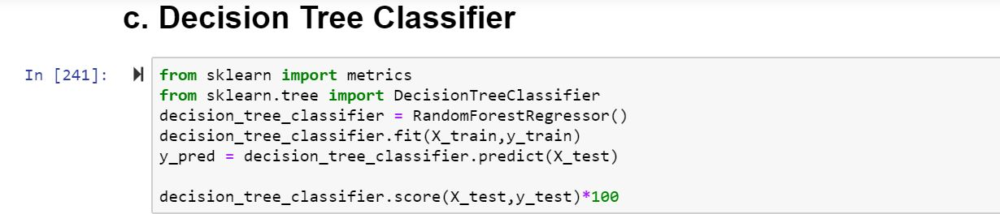 c. Decision Tree Classifier
In [241]:
from sklearn import metrics
from sklearn.tree import DecisionTreeClassifier
decision_tree_classifier = RandomForestRegressor()
decision_tree_classifier.fit(X_train,y_train)
y_pred = decision_tree_classifier.predict(X_test)
decision_tree_classifier.score(X_test,y_test)*100